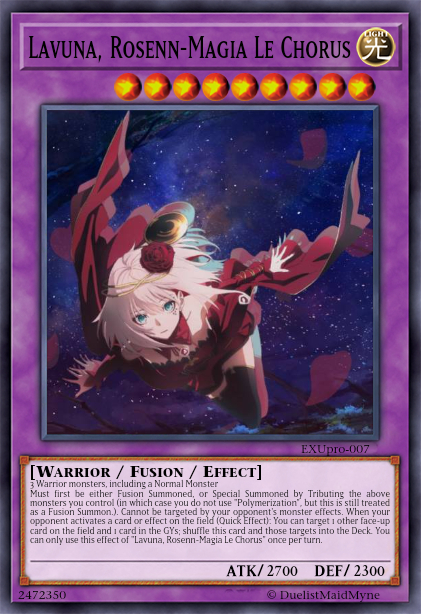 Lavuna, Rosenn-Magia Le Chorus
LIGHT
光
EXUpro-007
[Warrior / Fusion / Effect]
3 Warrior monsters, including a Normal Monster
Must first be either Fusion Summoned, or Special Summoned by Tributing the above
monsters you control (in which case you do not use "Polymerization", but this is still treated
as a Fusion Summon.). Cannot be targeted by your opponent's monster effects. When your
opponent activates a card or effect on the field (Quick Effect): You can target 1 other face-up
card on the field and 1 card in the GYs; shuffle this card and those targets into the Deck. You
can only use this effect of "Lavuna, Rosenn-Magia Le Chorus" once per turn.
ATK/ 2700 DEF/ 2300
2472350 © DuelistMaidMyne